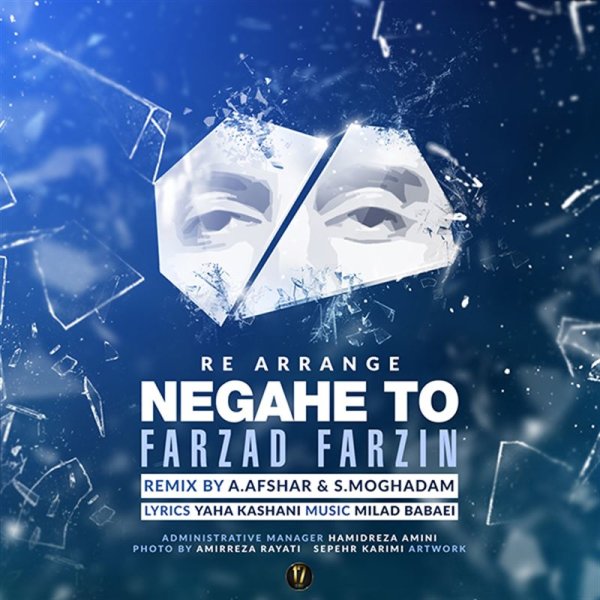 RE ARRANGE
NEGAHE TO
FARZAD FARZIN
REMIX BY A.AFSHAR & S.MOGHADAM
LYRICS YAHA KASHANI MUSIC MILAD BABAEI
ADMINISTRATIVE MANAGER HAMIDREZA AMINI
PHOTO BY AMIRREZA RAYATI SEPEHR KARIMI ARTWORK
17